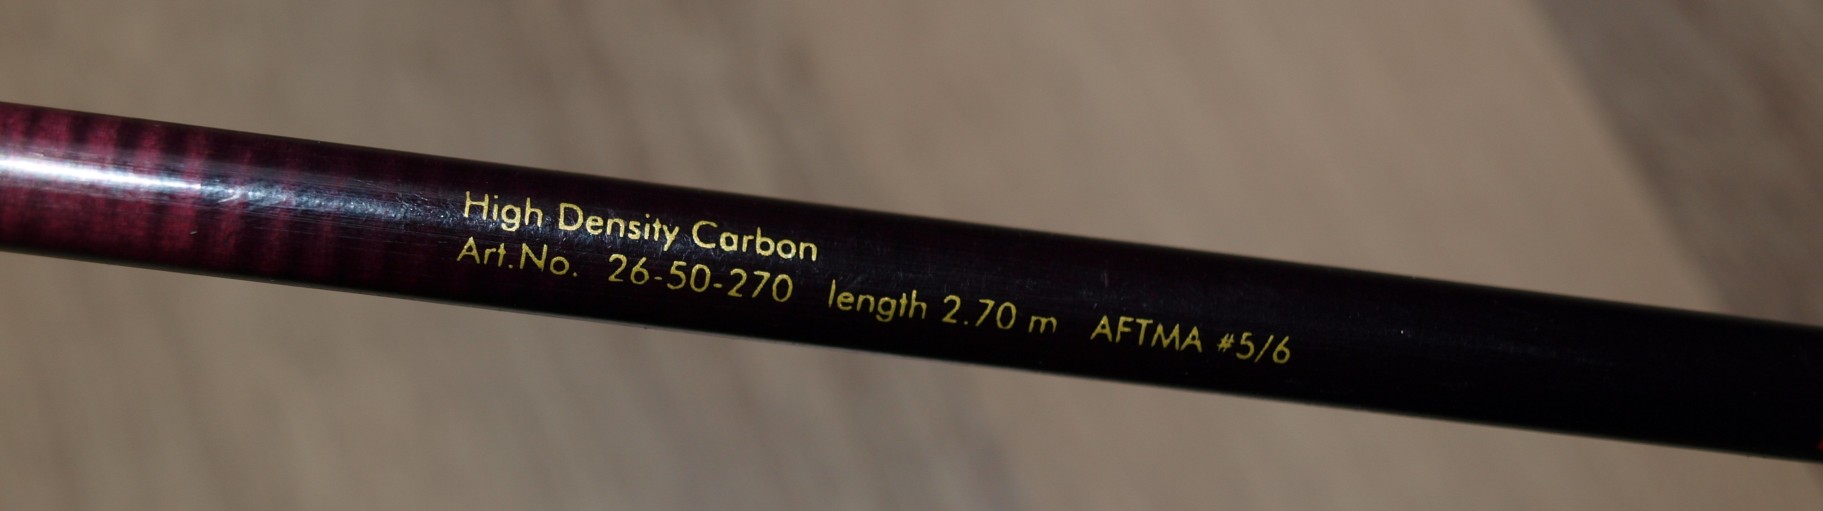 High Density Carbon
Art.No. 26-50-270 length 2.70 m AFTMA #5/6